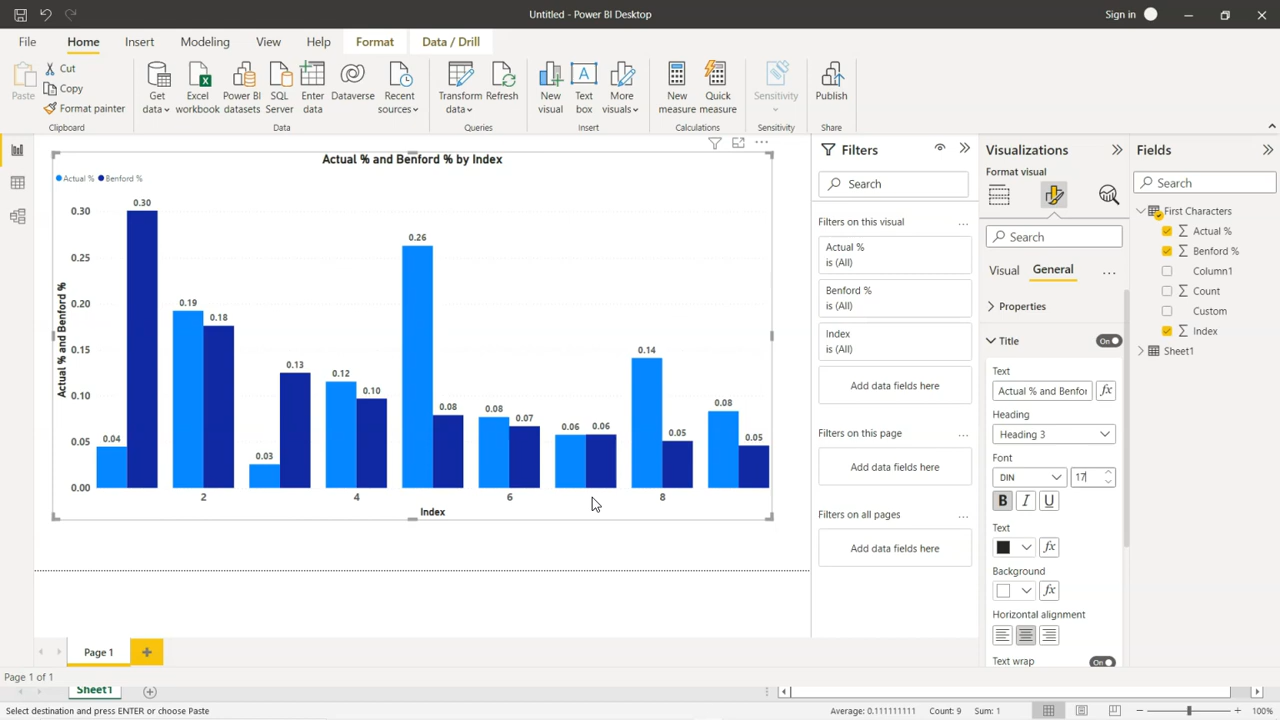 Untitled - Power BI Desktop
Sign in
File Home Insert Modeling View Help Format Data / Drill
Paste
Cut
Copy
Format painter
Clipboard
Get data
Excel workbook
Power BI datasets
SQL Server
Enter data
Dataverse
Recent sources
Data
Transform data
Refresh
Queries
New visual
Text box
More visuals
Insert
New measure
Quick measure
Calculations
Sensitivity
Sensitivity
Publish
Share
Actual % and Benford % by Index
Actual % Benford %
Actual % and Benford %
0.30
0.25
0.20
0.15
0.10
0.05
0.00
0.04
0.30
0.19
0.18
0.03
0.13
0.12
0.10
0.26
0.08
0.08
0.07
0.06
0.06
0.14
0.05
0.08
0.05
2 4 6 8
Index
Filters
Search
Filters on this visual ...
Actual %
is (All)
Benford %
is (All)
Index
is (All)
Add data fields here
Filters on this page ...
Add data fields here
Filters on all pages ...
Add data fields here
Visualizations
Format visual
Search
Visual General ...
Properties
Title On
Text
Actual % and Benfor
fx
Heading
Heading 3
Font
DIN 17
B I U
Text
fx
Background
fx
Horizontal alignment
Text wrap On
Fields
Search
First Characters
Σ Actual %
Σ Benford %
Column1
Σ Count
Custom
Σ Index
Sheet1
Page 1
Page 1 of 1
Sheet1
Select destination and press ENTER or choose Paste
Average: 0.111111111 Count: 9 Sum: 1
100%